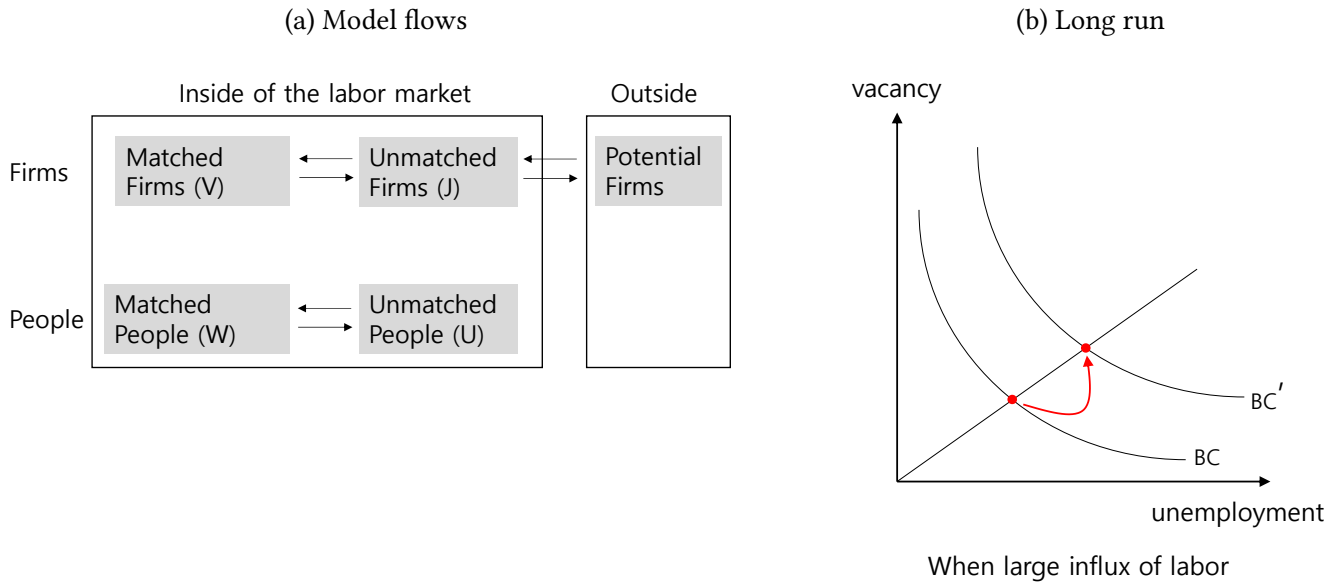 (a) Model flows
Inside of the labor market
Outside
Firms
Matched
Firms (V)
Unmatched
Firms (J)
Potential
Firms
People
Matched
People (W)
Unmatched
People (U)
(b) Long run
vacancy
BC′
BC
unemployment
When large influx of labor